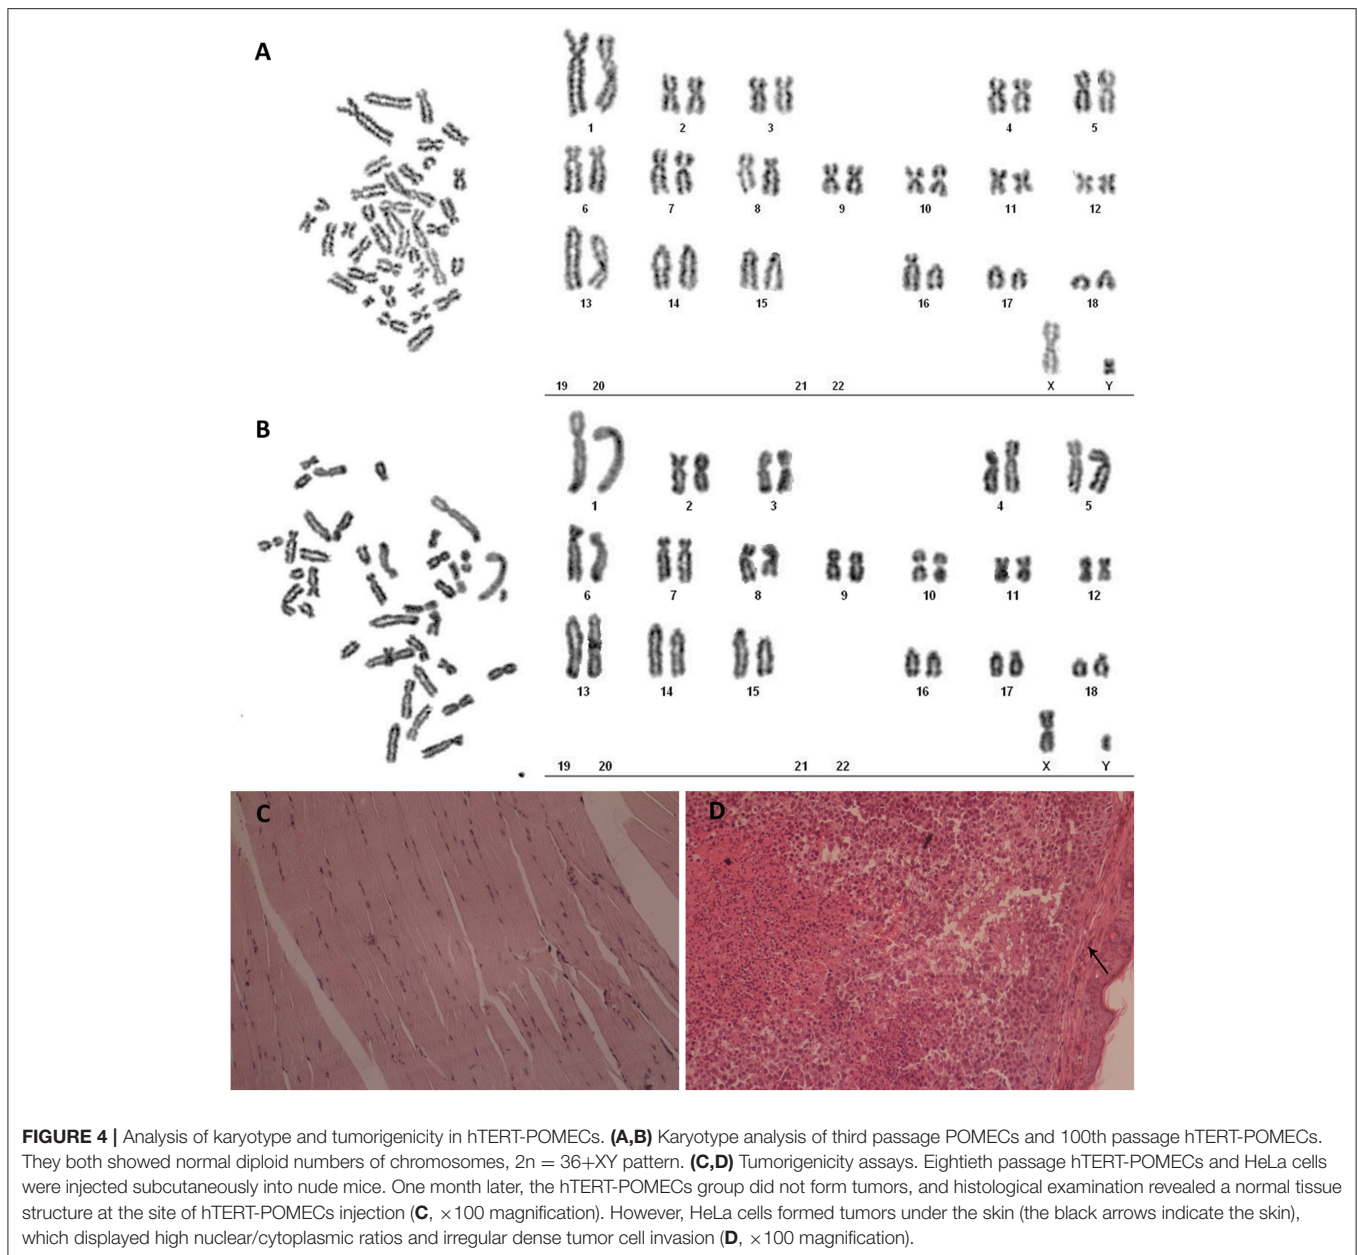 A
1 2 3 4 5
6 7 8 9 10 11 12
13 14 15 16 17 18
19 20 21 22 X Y
B
1 2 3 4 5
6 7 8 9 10 11 12
13 14 15 16 17 18
19 20 21 22 X Y
C D
FIGURE 4 | Analysis of karyotype and tumorigenicity in hTERT-POMECs. (A,B) Karyotype analysis of third passage POMECs and 100th passage hTERT-POMECs.
They both showed normal diploid numbers of chromosomes, 2n = 36+XY pattern. (C,D) Tumorigenicity assays. Eightieth passage hTERT-POMECs and HeLa cells
were injected subcutaneously into nude mice. One month later, the hTERT-POMECs group did not form tumors, and histological examination revealed a normal tissue
structure at the site of hTERT-POMECs injection (C, ×100 magnification). However, HeLa cells formed tumors under the skin (the black arrows indicate the skin),
which displayed high nuclear/cytoplasmic ratios and irregular dense tumor cell invasion (D, ×100 magnification).